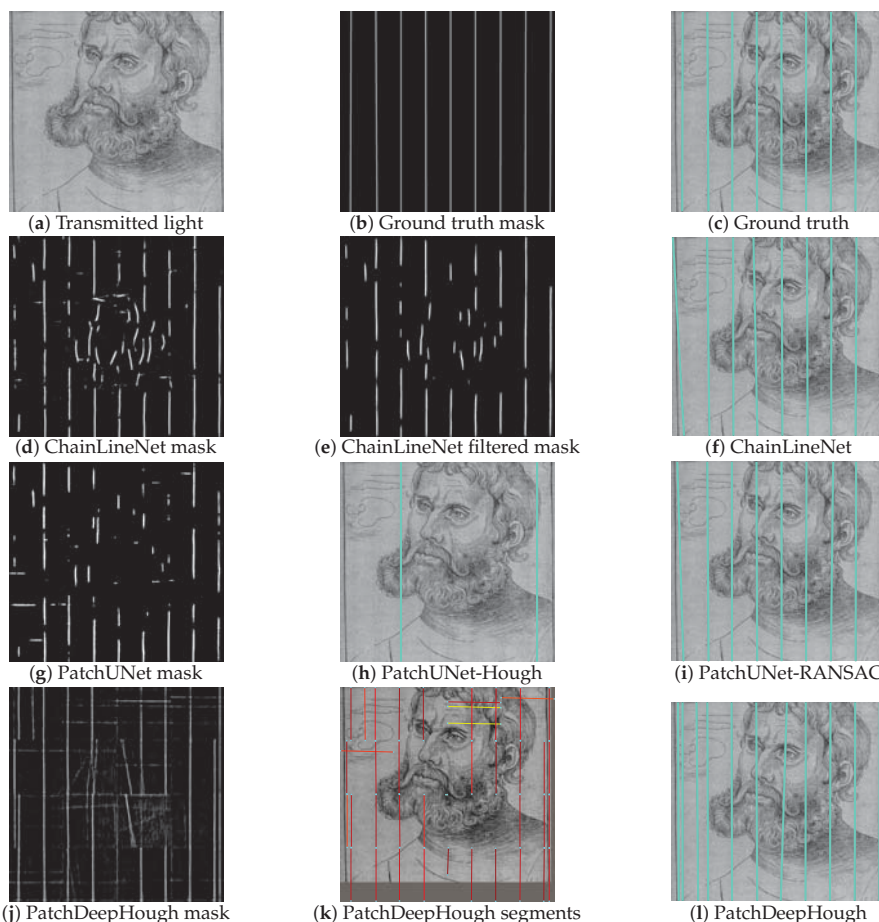 (a) Transmitted light
(b) Ground truth mask
(c) Ground truth
(d) ChainLineNet mask
(e) ChainLineNet filtered mask
(f) ChainLineNet
(g) PatchUNet mask
(h) PatchUNet-Hough
(i) PatchUNet-RANSAC
(j) PatchDeepHough mask
(k) PatchDeepHough segments
(l) PatchDeepHough